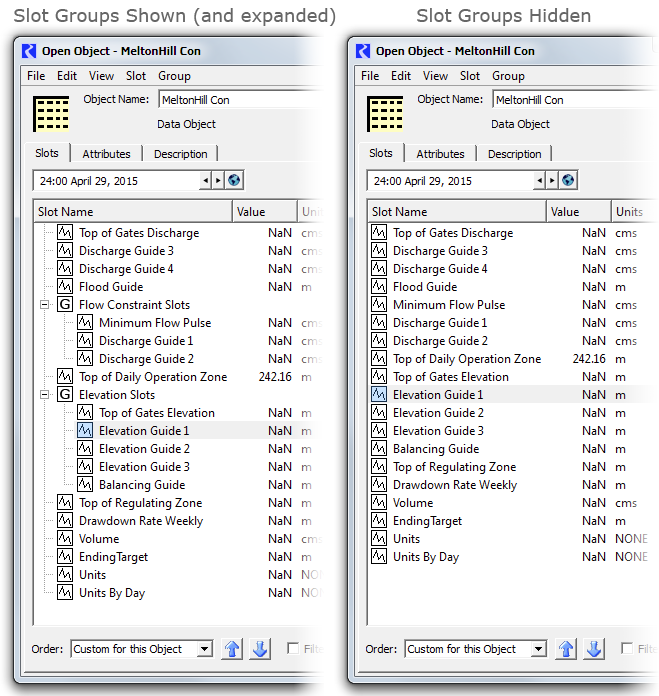 Slot Groups Shown (and expanded)
Open Object - MeltonHill Con
File Edit View Slot Group
Object Name: MeltonHill Con
Data Object
Slots Attributes Description
24:00 April 29, 2015
Slot Name Value Units
Top of Gates Discharge NaN cms
Discharge Guide 3 NaN cms
Discharge Guide 4 NaN cms
Flood Guide NaN m
G Flow Constraint Slots
Minimum Flow Pulse NaN cms
Discharge Guide 1 NaN cms
Discharge Guide 2 NaN cms
Top of Daily Operation Zone 242.16 m
G Elevation Slots
Top of Gates Elevation NaN m
Elevation Guide 1 NaN m
Elevation Guide 2 NaN m
Elevation Guide 3 NaN m
Balancing Guide NaN m
Top of Regulating Zone NaN m
Drawdown Rate Weekly NaN m
Volume NaN cms
EndingTarget NaN m
Units NaN NO
Units By Day NaN NO
Order: Custom for this Object Filte
Slot Groups Hidden
Open Object - MeltonHill Con
File Edit View Slot Group
Object Name: MeltonHill Con
Data Object
Slots Attributes Description
24:00 April 29, 2015
Slot Name Value Units
Top of Gates Discharge NaN cms
Discharge Guide 3 NaN cms
Discharge Guide 4 NaN cms
Flood Guide NaN m
Minimum Flow Pulse NaN cms
Discharge Guide 1 NaN cms
Discharge Guide 2 NaN cms
Top of Daily Operation Zone 242.16 m
Top of Gates Elevation NaN m
Elevation Guide 1 NaN m
Elevation Guide 2 NaN m
Elevation Guide 3 NaN m
Balancing Guide NaN m
Top of Regulating Zone NaN m
Drawdown Rate Weekly NaN m
Volume NaN cms
EndingTarget NaN m
Units NaN NONE
Units By Day NaN NONE
Order: Custom for this Object Fil